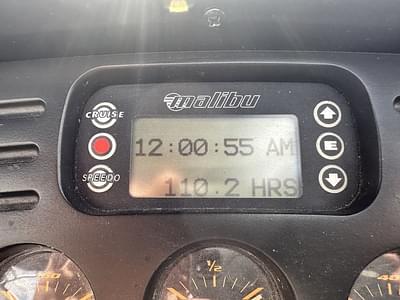 malibu
CRUISE
12:00:55 AM
E
SPEEDO
110.2 HRS
1/2